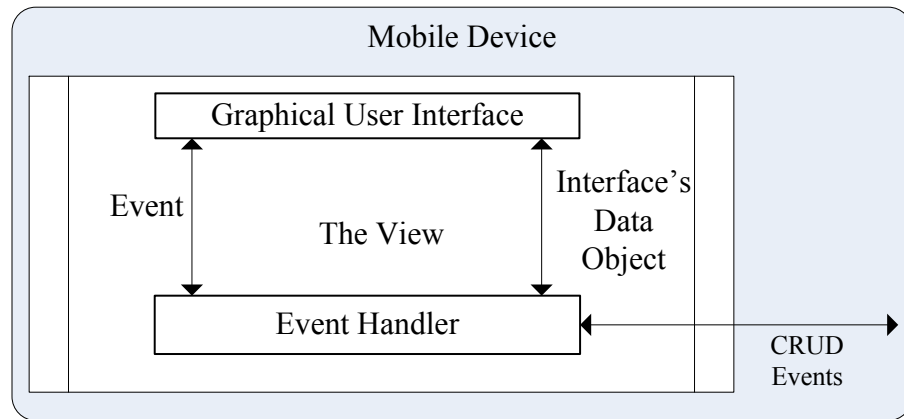 Mobile Device
Graphical User Interface
Event
Interface’s
Data
Object
The View
Event Handler
CRUD
Events